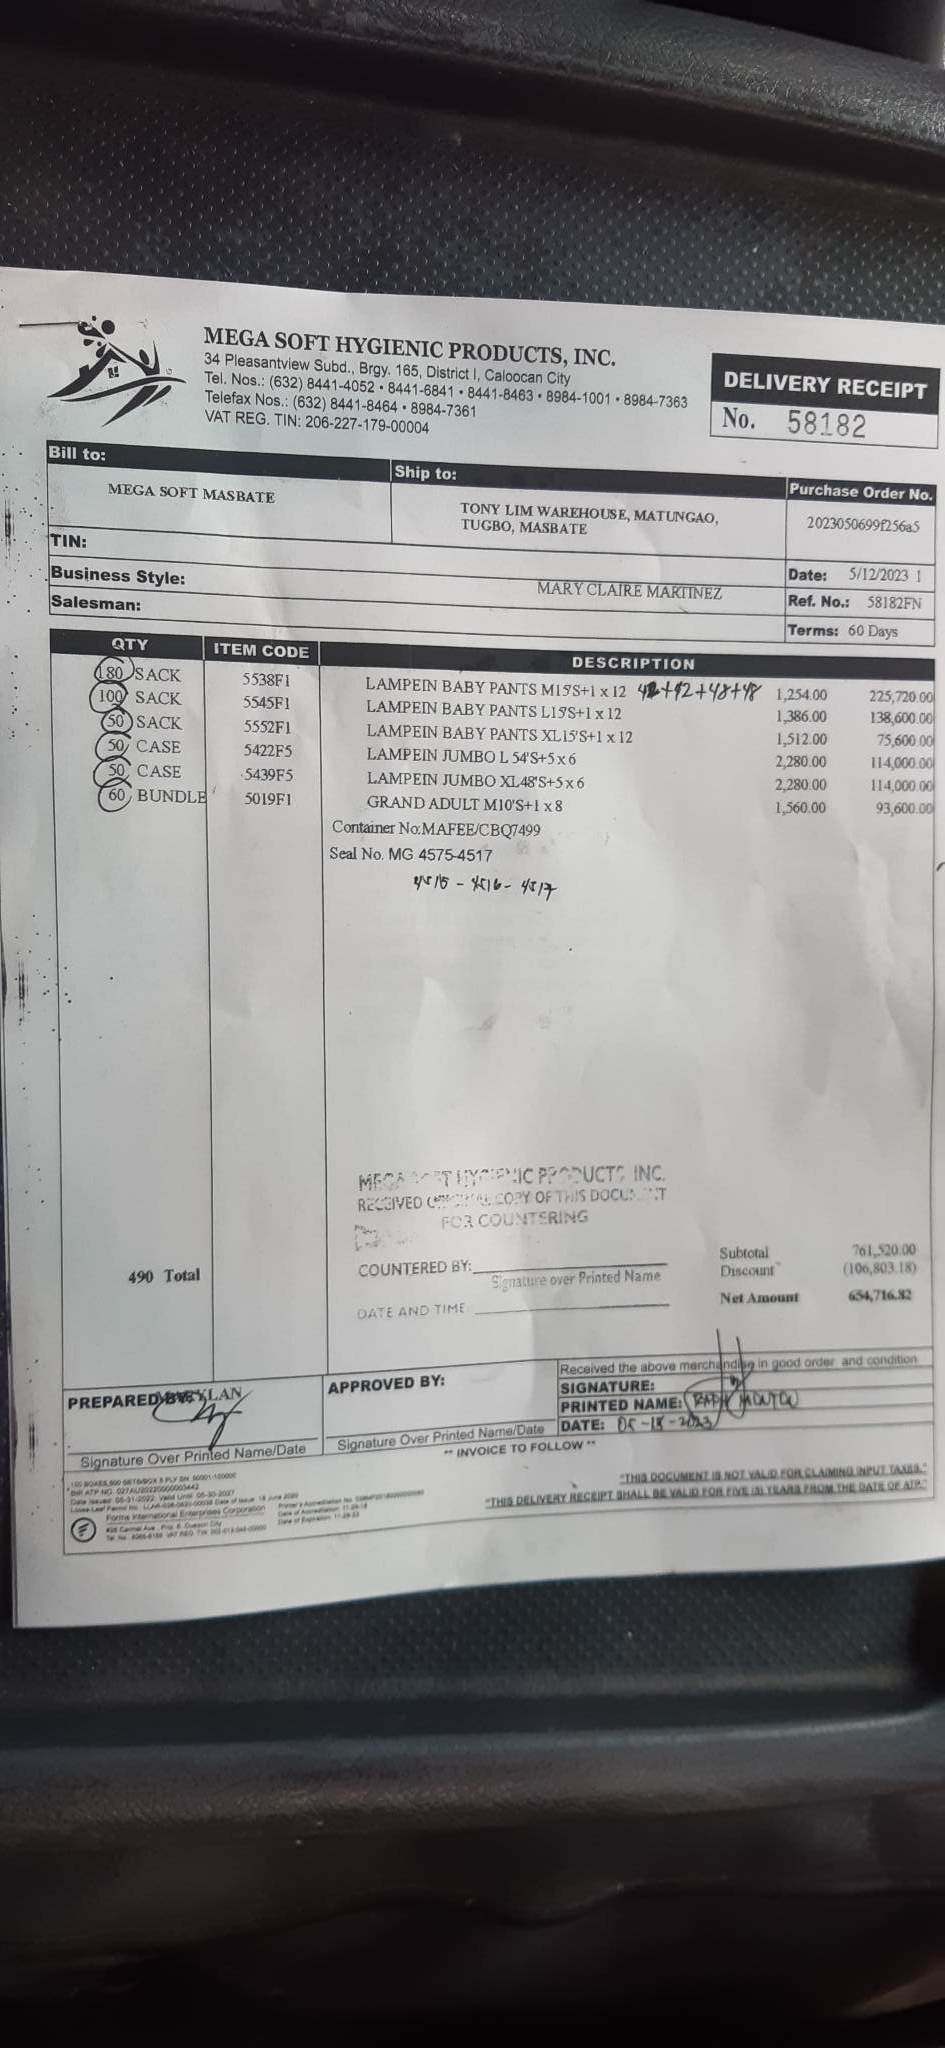 MEGA SOFT HYGIENIC PRODUCTS, INC.
34 Pleasantview Subd., Brgy. 165, District I, Caloocan City
Tel. Nos.: (632) 8441-4052 • 8441-6841 • 8441-8463 • 8984-1001 • 8984-7363
Telefax Nos.: (632) 8441-8464 • 8984-7361
VAT REG. TIN: 206-227-179-00004
DELIVERY RECEIPT
No. 58182
Bill to:
MEGA SOFT MASBATE
Ship to:
TONY LIM WAREHOUSE, MATUNGAO,
TUGBO, MASBATE
Purchase Order No.
2023050699f256a5
TIN:
Business Style:
MARY CLAIRE MARTINEZ
Salesman:
Date: 5/12/2023 1
Ref. No.: 58182FN
Terms: 60 Days
QTY ITEM CODE DESCRIPTION
180 SACK 5538F1 LAMPEIN BABY PANTS M15'S+1 x 12 42+42+48+48 1,254.00 225,720.00
100 SACK 5545F1 LAMPEIN BABY PANTS L15'S+1 x 12 1,386.00 138,600.00
50 SACK 5552F1 LAMPEIN BABY PANTS XL15'S+1 x 12 1,512.00 75,600.00
50 CASE 5422F5 LAMPEIN JUMBO L 54'S+5 x 6 2,280.00 114,000.00
50 CASE 5439F5 LAMPEIN JUMBO XL48'S+5 x 6 2,280.00 114,000.00
60 BUNDLE 5019F1 GRAND ADULT M10'S+1 x 8 1,560.00 93,600.00
Container No:MAFEE/CBQ7499
Seal No. MG 4575-4517
4515 - 4516 - 4517
MEGA SOFT HYGIENIC PRODUCTS, INC.
RECEIVED ORIGINAL COPY OF THIS DOCUMENT
FOR COUNTERING
COUNTERED BY:
Signature over Printed Name
DATE AND TIME
490 Total
Subtotal 761,520.00
Discount (106,803.18)
Net Amount 654,716.82
PREPARED BY:
Signature Over Printed Name/Date
APPROVED BY:
Signature Over Printed Name/Date
Received the above merchandise in good order and condition
SIGNATURE:
PRINTED NAME:
DATE: 05-18-2023
** INVOICE TO FOLLOW **
"THIS DOCUMENT IS NOT VALID FOR CLAIMING INPUT TAXES."
"THIS DELIVERY RECEIPT SHALL BE VALID FOR FIVE (5) YEARS FROM THE DATE OF ATP."
Forms International Enterprises Corporation